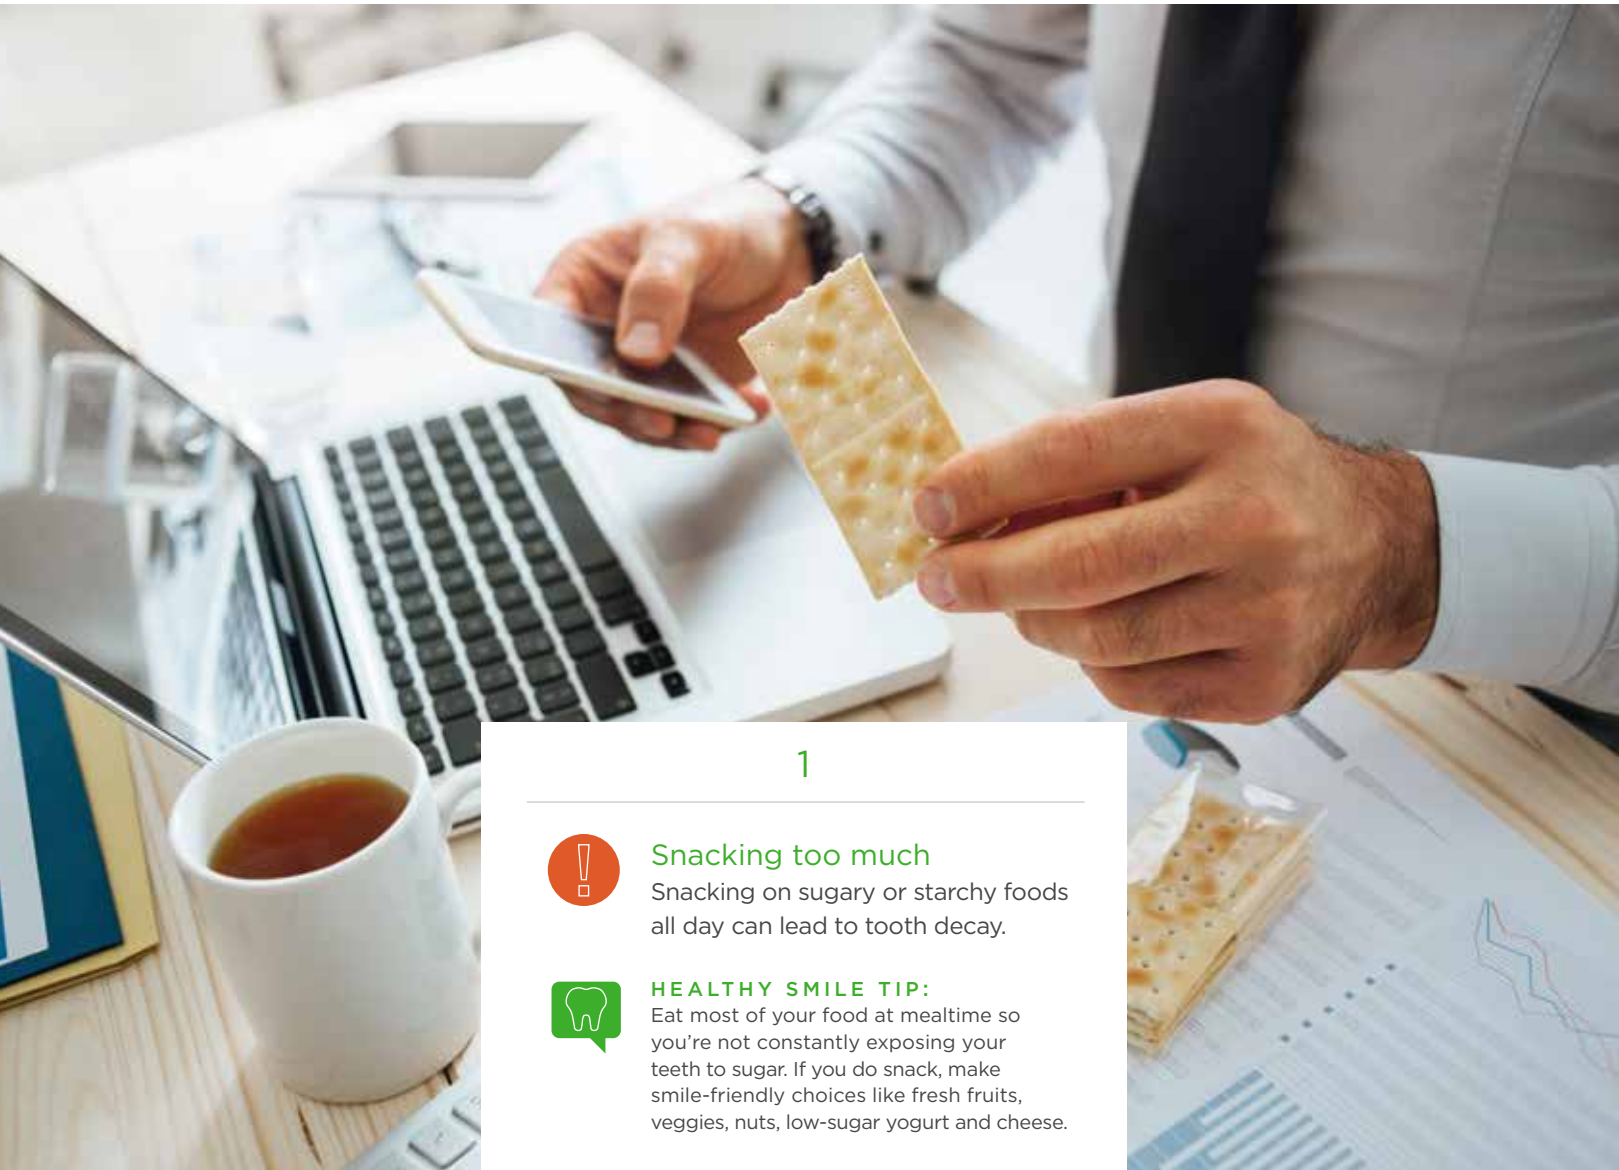 1
Snacking too much
Snacking on sugary or starchy foods
all day can lead to tooth decay.
HEALTHY SMILE TIP:
Eat most of your food at mealtime so
you're not constantly exposing your
teeth to sugar. If you do snack, make
smile-friendly choices like fresh fruits,
veggies, nuts, low-sugar yogurt and cheese.